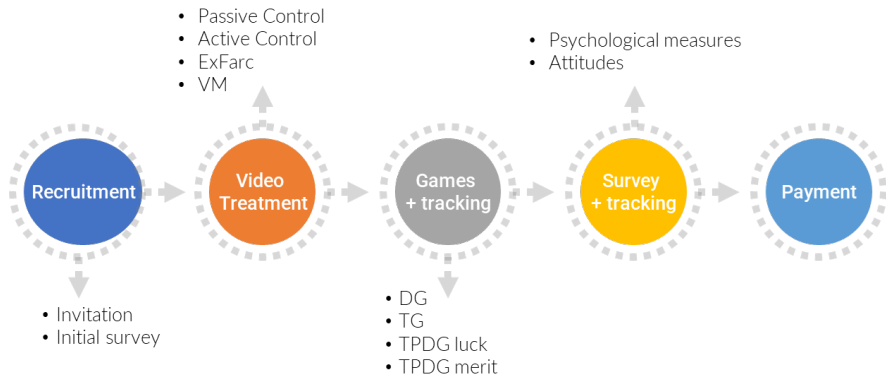 • Passive Control
• Active Control
• ExFarc
• VM
• Psychological measures
• Attitudes
Recruitment
Video
Treatment
Games
+ tracking
Survey
+ tracking
Payment
• Invitation
• Initial survey
• DG
• TG
• TPDG luck
• TPDG merit